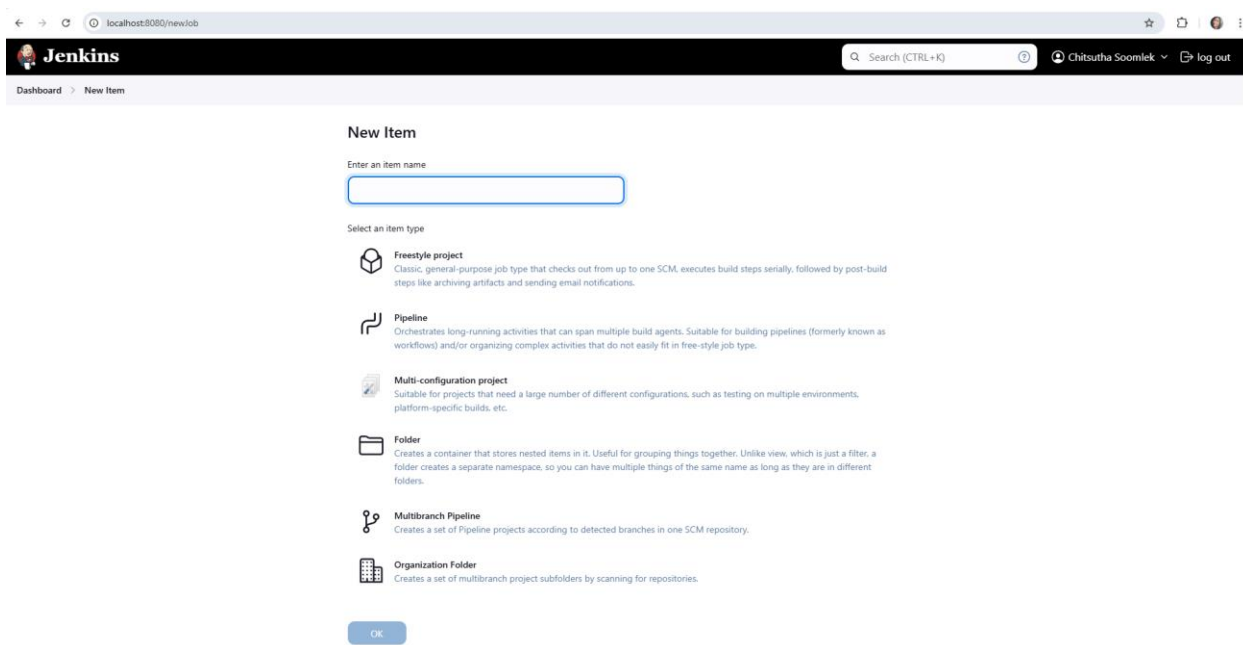 localhost:8080/newJob
Jenkins
Search (CTRL+K)
Chitsutha Soomlek
log out
Dashboard > New Item
New Item
Enter an item name
Select an item type
Freestyle project
Classic, general-purpose job type that checks out from up to one SCM, executes build steps serially, followed by post-build
steps like archiving artifacts and sending email notifications.
Pipeline
Orchestrates long-running activities that can span multiple build agents. Suitable for building pipelines (formerly known as
workflows) and/or organizing complex activities that do not easily fit in free-style job type.
Multi-configuration project
Suitable for projects that need a large number of different configurations, such as testing on multiple environments,
platform-specific builds, etc.
Folder
Creates a container that stores nested items in it. Useful for grouping things together. Unlike view, which is just a filter, a
folder creates a separate namespace, so you can have multiple things of the same name as long as they are in different
folders.
Multibranch Pipeline
Creates a set of Pipeline projects according to detected branches in one SCM repository.
Organization Folder
Creates a set of multibranch project subfolders by scanning for repositories.
OK